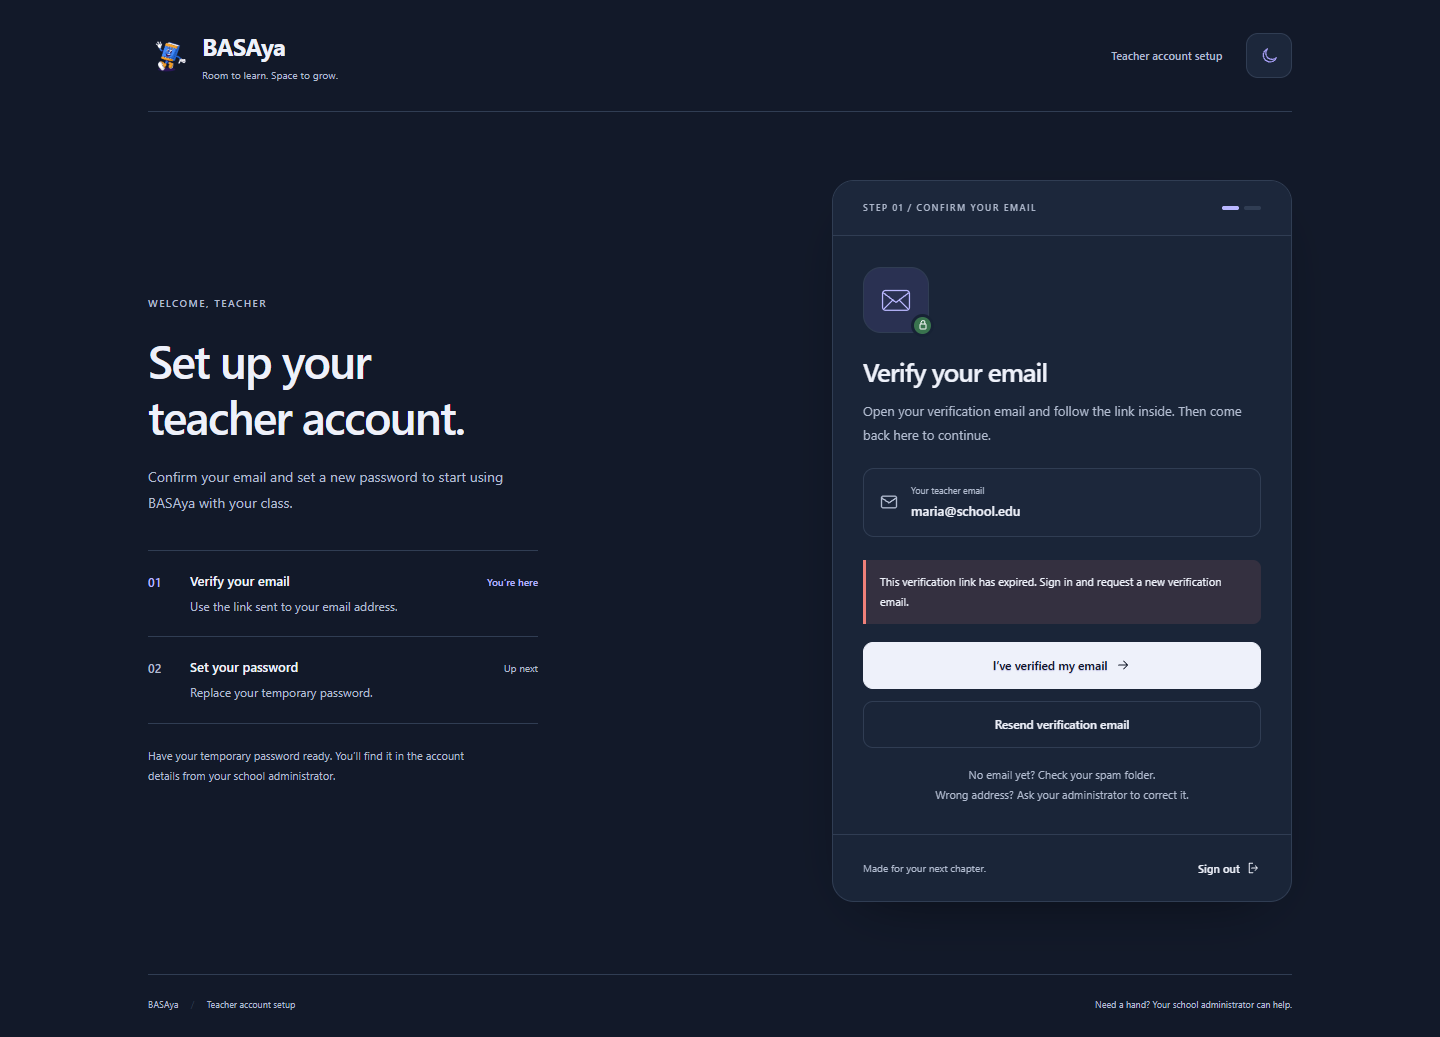 BASAya
Room to learn. Space to grow.
Teacher account setup
WELCOME, TEACHER
Set up your
teacher account.
Confirm your email and set a new password to start using
BASAya with your class.
01
Verify your email
You're here
Use the link sent to your email address.
02
Set your password
Up next
Replace your temporary password.
Have your temporary password ready. You'll find it in the account
details from your school administrator.
STEP 01 / CONFIRM YOUR EMAIL
Verify your email
Open your verification email and follow the link inside. Then come
back here to continue.
Your teacher email
maria@school.edu
This verification link has expired. Sign in and request a new verification
email.
I've verified my email
Resend verification email
No email yet? Check your spam folder.
Wrong address? Ask your administrator to correct it.
Made for your next chapter.
Sign out
BASAya / Teacher account setup
Need a hand? Your school administrator can help.